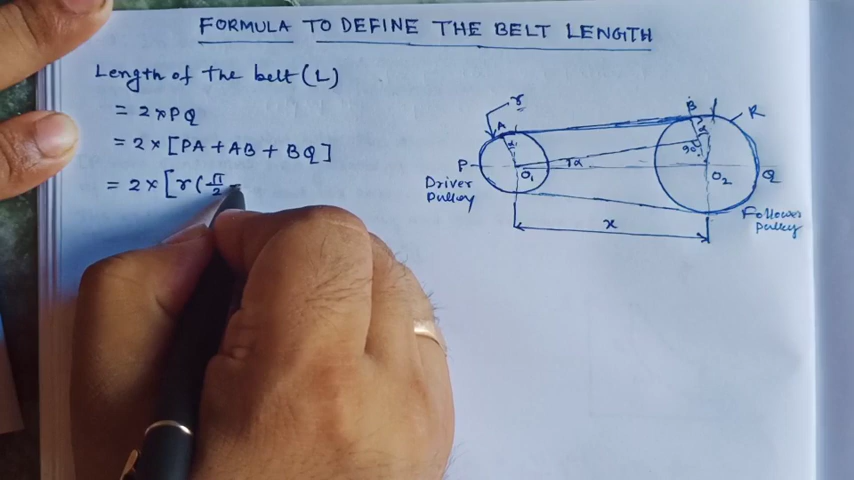 FORMULA TO DEFINE THE BELT LENGTH
Length of the belt (L)
= 2 × PQ
= 2 × [PA + AB + BQ]
= 2 × [r(π/2 -
r
A
B
R
α
α
90°
P
O₁
α
O₂
Q
Driver
Pulley
Follower
Pulley
x